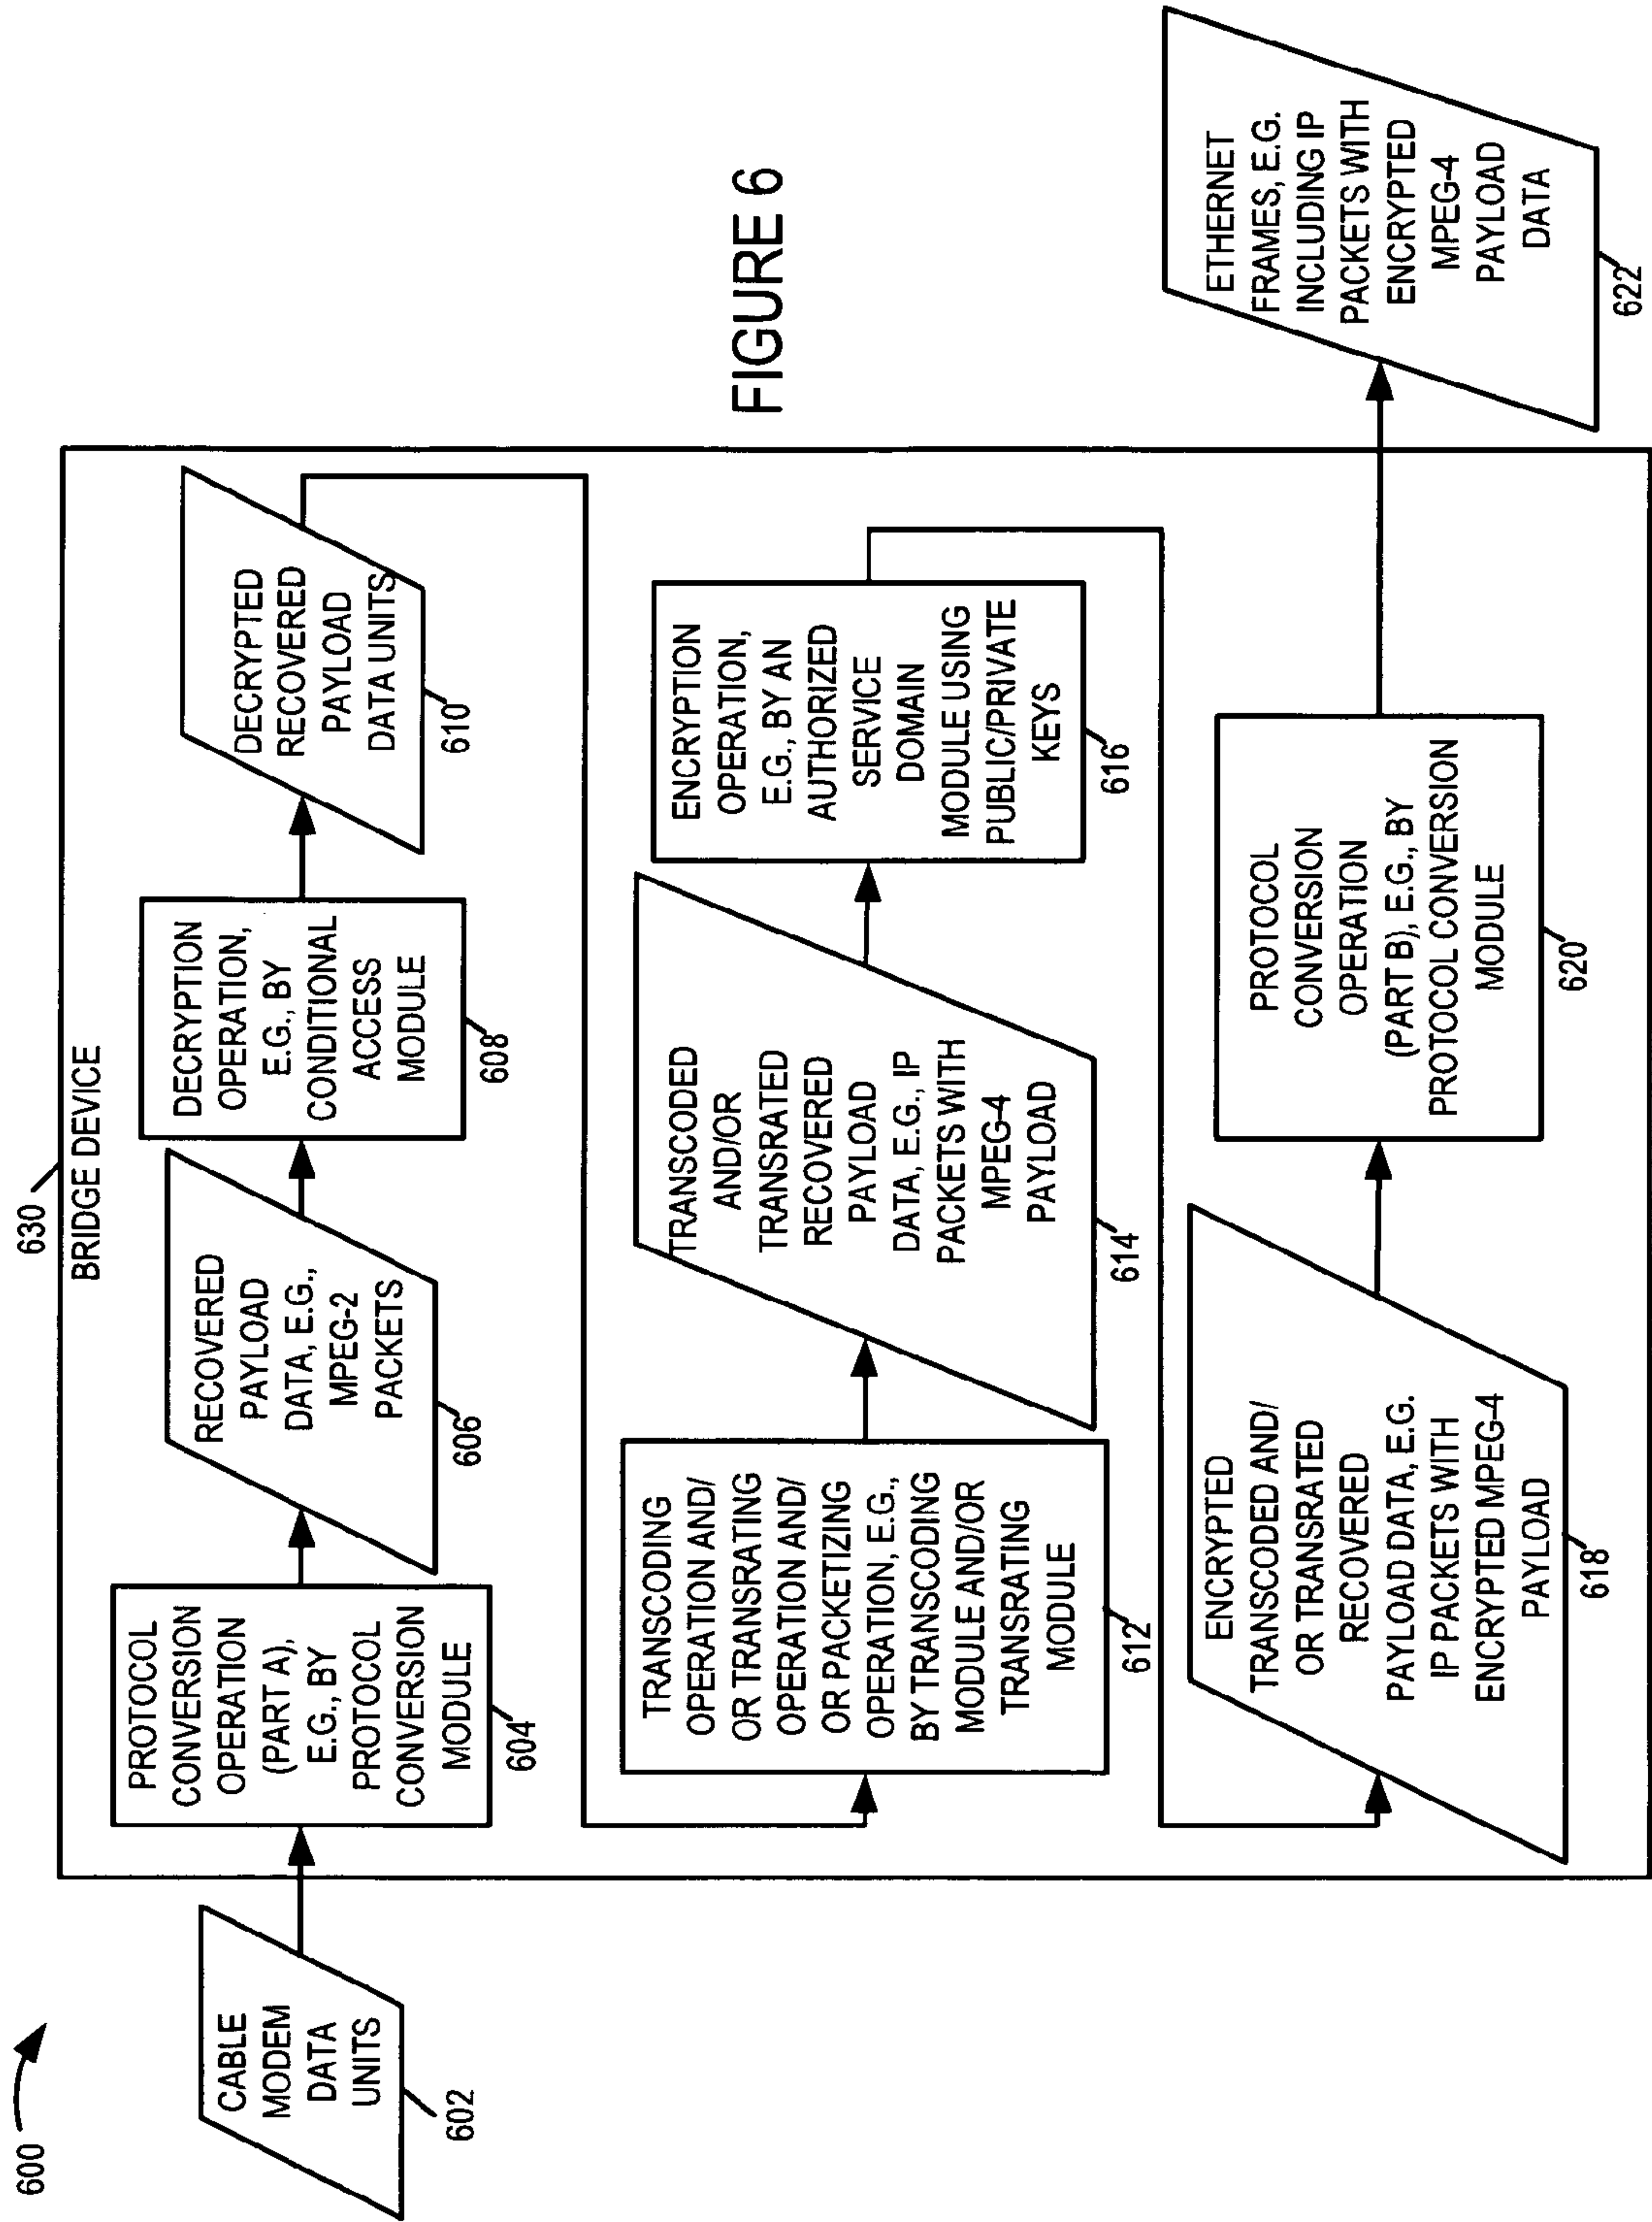 600
630
BRIDGE DEVICE
CABLE
MODEM
DATA
UNITS
602
PROTOCOL
CONVERSION
OPERATION
(PART A),
E.G., BY
PROTOCOL
CONVERSION
MODULE
604
RECOVERED
PAYLOAD
DATA, E.G.,
MPEG-2
PACKETS
606
DECRYPTION
OPERATION,
E.G., BY
CONDITIONAL
ACCESS
MODULE
608
DECRYPTED
RECOVERED
PAYLOAD
DATA UNITS
610
TRANSCODING
OPERATION AND/
OR TRANSRATING
OPERATION AND/
OR PACKETIZING
OPERATION, E.G.,
BY TRANSCODING
MODULE AND/OR
TRANSRATING
MODULE
612
TRANSCODED
AND/OR
TRANSRATED
RECOVERED
PAYLOAD
DATA, E.G., IP
PACKETS WITH
MPEG-4
PAYLOAD
614
ENCRYPTION
OPERATION,
E.G., BY AN
AUTHORIZED
SERVICE
DOMAIN
MODULE USING
PUBLIC/PRIVATE
KEYS
616
ENCRYPTED
TRANSCODED AND/
OR TRANSRATED
RECOVERED
PAYLOAD DATA, E.G.
IP PACKETS WITH
ENCRYPTED MPEG-4
PAYLOAD
618
PROTOCOL
CONVERSION
OPERATION
(PART B), E.G., BY
PROTOCOL CONVERSION
MODULE
620
ETHERNET
FRAMES, E.G.
INCLUDING IP
PACKETS WITH
ENCRYPTED
MPEG-4
PAYLOAD
DATA
622
FIGURE 6